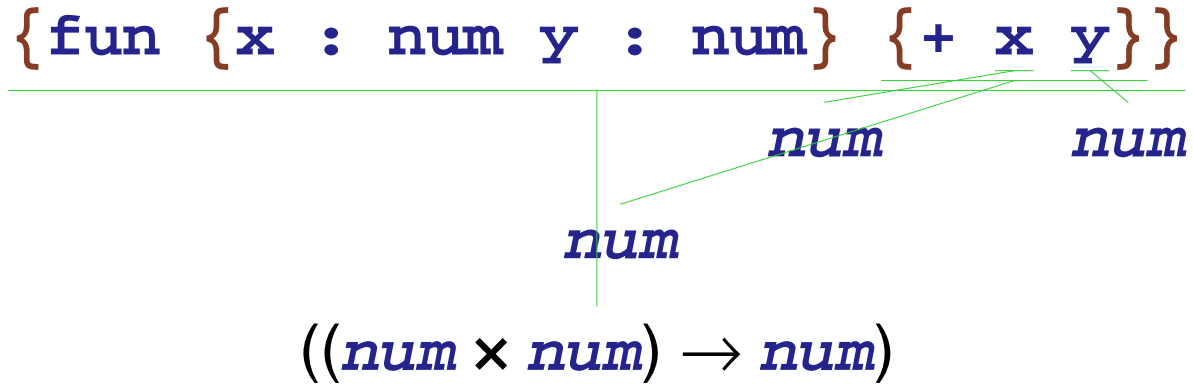 {fun {x : num y : num} {+ x y}}
num num
num
((num × num) → num)